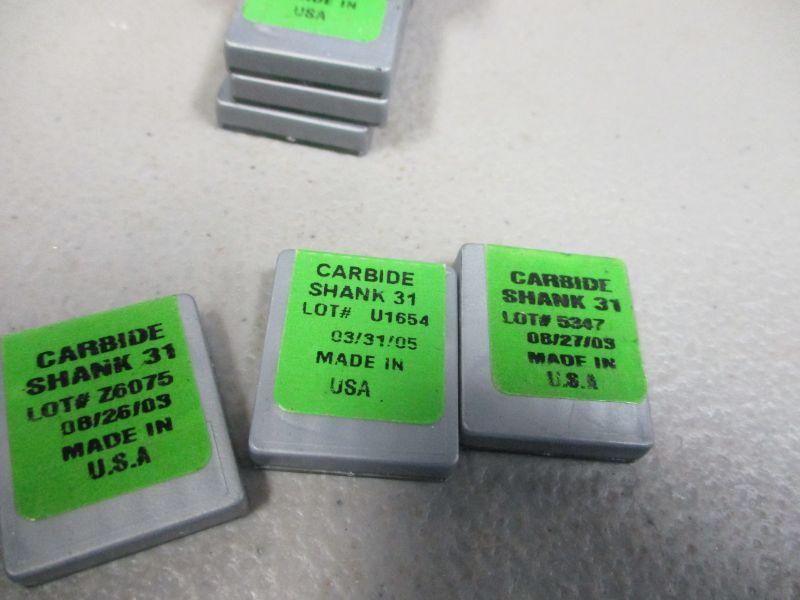 USA
CARBIDE
SHANK 31
LOT# Z6075
08/26/03
MADE IN
U.S.A
CARBIDE
SHANK 31
LOT# U1654
03/31/05
MADE IN
USA
CARBIDE
SHANK 31
LOT# 5347
08/27/03
MADE IN
U.S.A